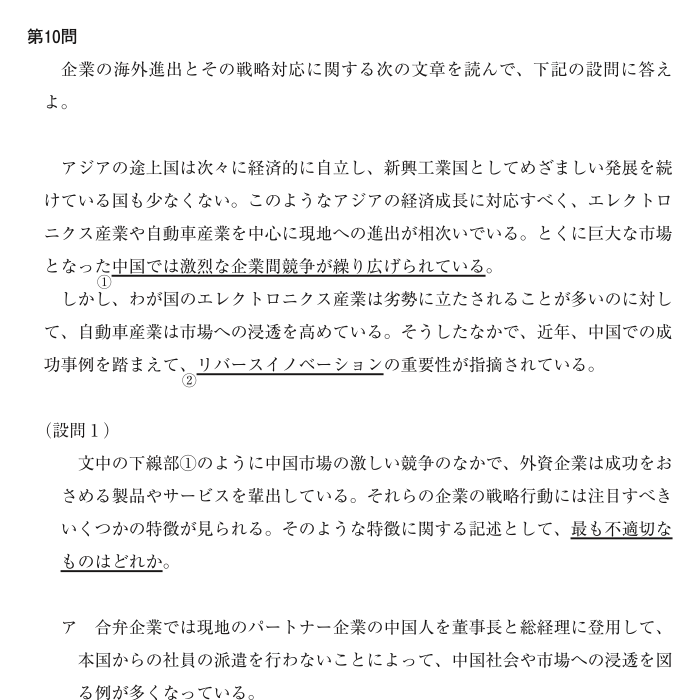 第10問
企業の海外進出とその戦略対応に関する次の文章を読んで、下記の設問に答え
よ。
アジアの途上国は次々に経済的に自立し、新興工業国としてめざましい発展を続
けている国も少なくない。このようなアジアの経済成長に対応すべく、エレクトロ
ニクス産業や自動車産業を中心に現地への進出が相次いでいる。とくに巨大な市場
となった中国では激烈な企業間競争が繰り広げられている。
①
しかし、わが国のエレクトロニクス産業は劣勢に立たされることが多いのに対し
て、自動車産業は市場への浸透を高めている。そうしたなかで、近年、中国での成
功事例を踏まえて、リバースイノベーションの重要性が指摘されている。
②
(設問1)
文中の下線部①のように中国市場の激しい競争のなかで、外資企業は成功をお
さめる製品やサービスを輩出している。それらの企業の戦略行動には注目すべき
いくつかの特徴が見られる。そのような特徴に関する記述として、最も不適切な
ものはどれか。
ア 合弁企業では現地のパートナー企業の中国人を董事長と総経理に登用して、
本国からの社員の派遣を行わないことによって、中国社会や市場への浸透を図
る例が多くなっている。